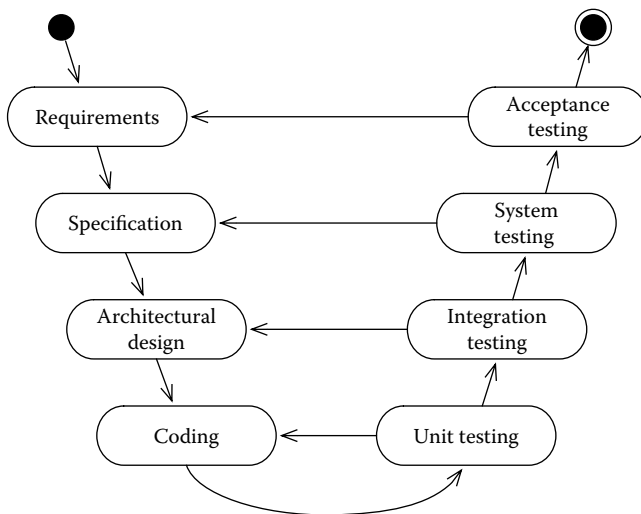 Requirements
Acceptance
testing
Specification
System
testing
Architectural
design
Integration
testing
Coding
Unit testing